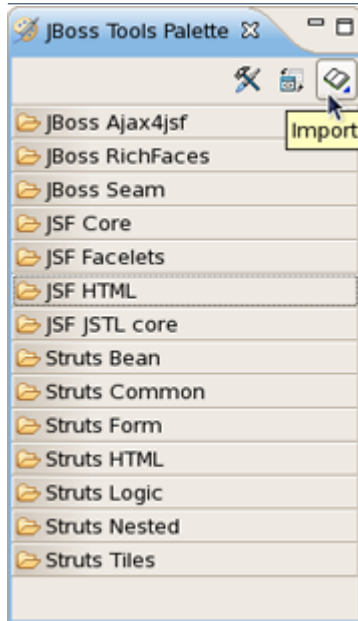 JBoss Tools Palette
Import
JBoss Ajax4jsf
JBoss RichFaces
JBoss Seam
JSF Core
JSF Facelets
JSF HTML
JSF JSTL core
Struts Bean
Struts Common
Struts Form
Struts HTML
Struts Logic
Struts Nested
Struts Tiles